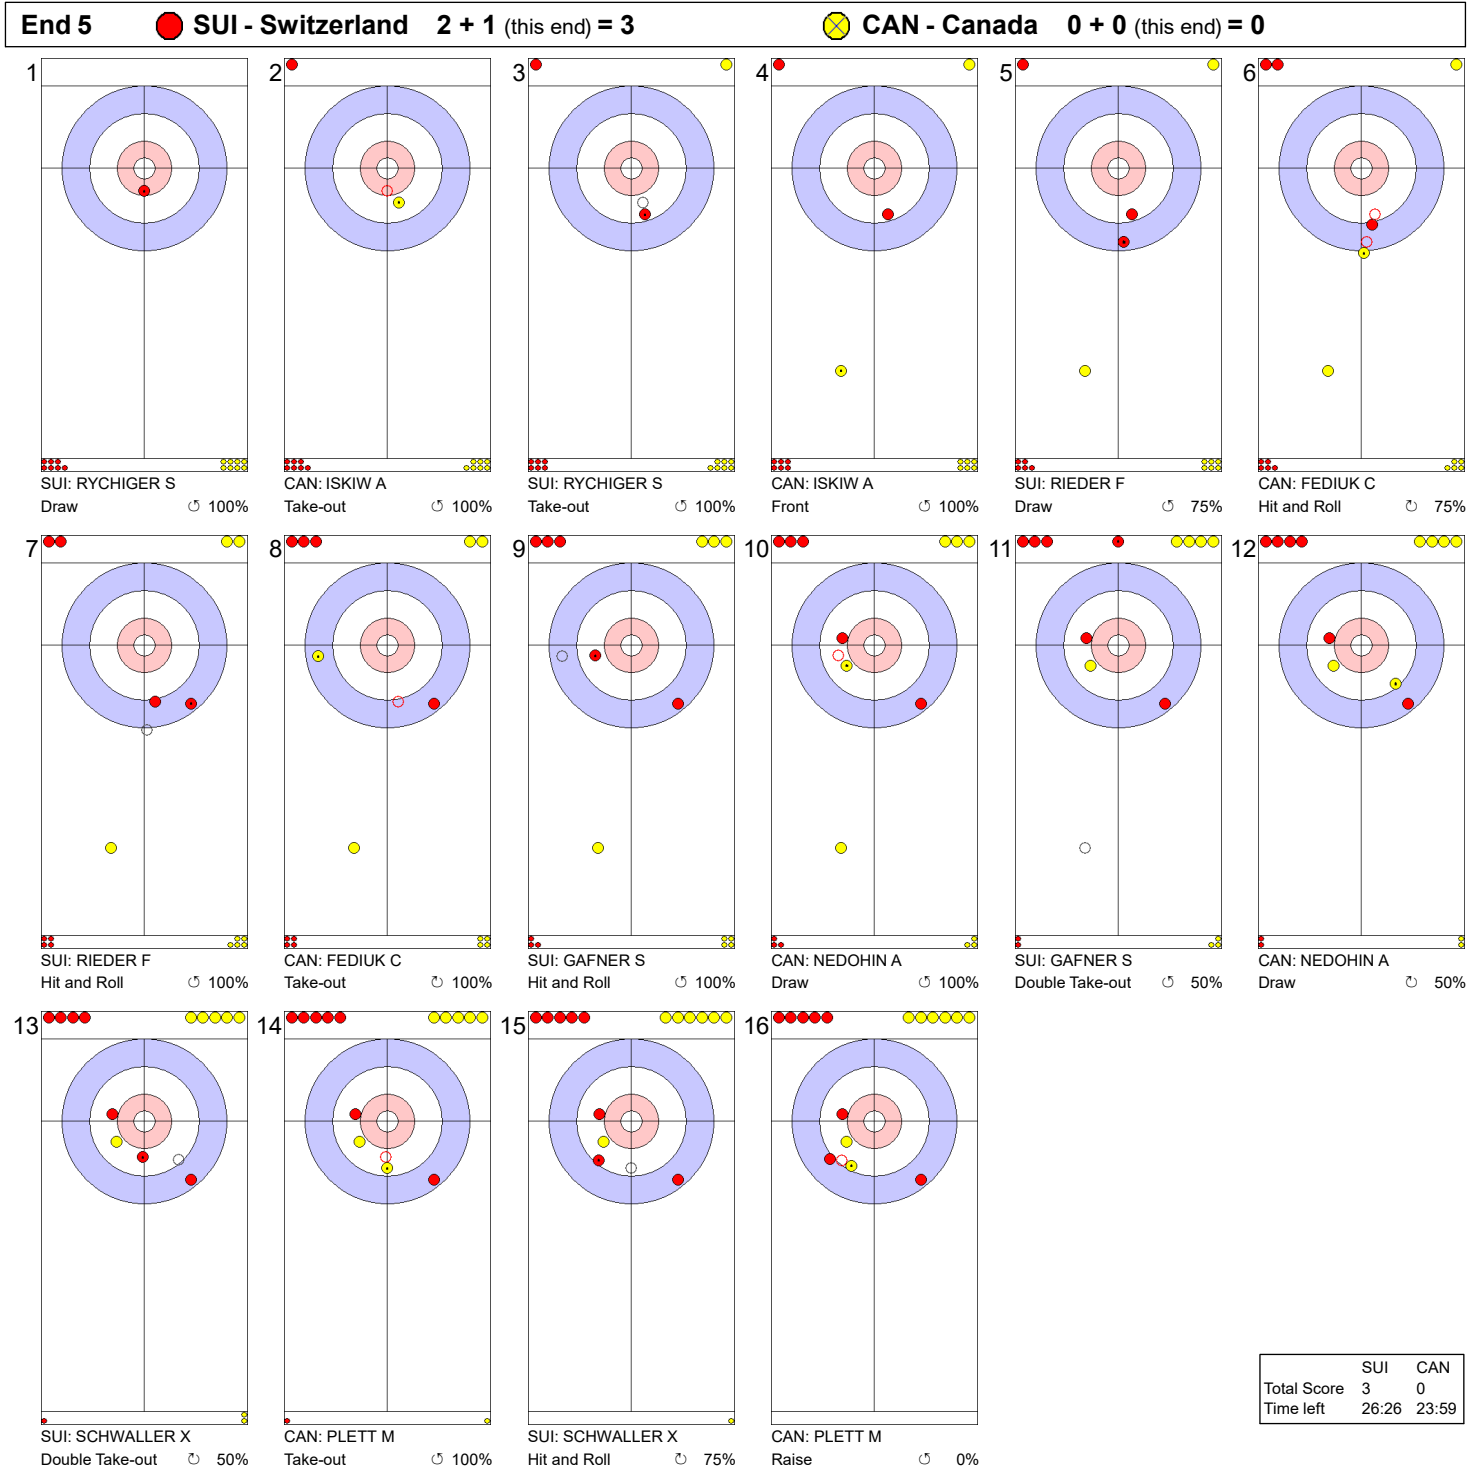 End 5 SUI - Switzerland 2 + 1 (this end) = 3 CAN - Canada 0 + 0 (this end) = 0
1 2 3 4 5 6
SUI: RYCHIGER S CAN: ISKIW A SUI: RYCHIGER S CAN: ISKIW A SUI: RIEDER F CAN: FEDIUK C
Draw ↺ 100% Take-out ↺ 100% Take-out ↺ 100% Front ↺ 100% Draw ↺ 75% Hit and Roll ↻ 75%
7 8 9 10 11 12
SUI: RIEDER F CAN: FEDIUK C SUI: GAFNER S CAN: NEDOHIN A SUI: GAFNER S CAN: NEDOHIN A
Hit and Roll ↺ 100% Take-out ↺ 100% Hit and Roll ↺ 100% Draw ↺ 100% Double Take-out ↺ 50% Draw ↻ 50%
13 14 15 16
SUI: SCHWALLER X CAN: PLETT M SUI: SCHWALLER X CAN: PLETT M
Double Take-out ↻ 50% Take-out ↺ 100% Hit and Roll ↻ 75% Raise ↺ 0%
SUI CAN
Total Score 3 0
Time left 26:26 23:59